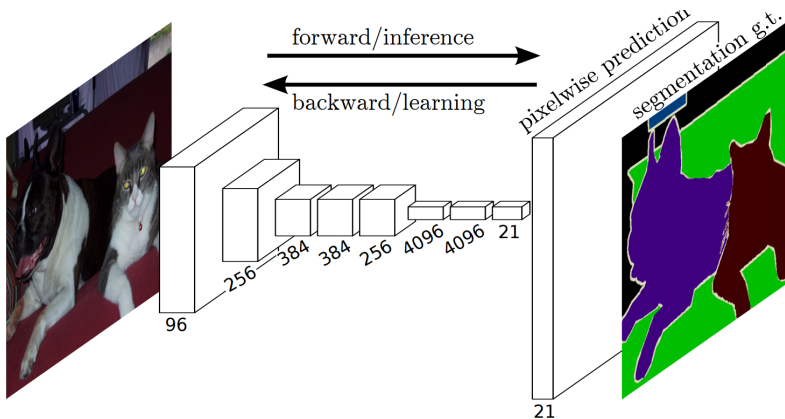 forward/inference
backward/learning
pixelwise prediction
segmentation g.t.
96
256
384
384
256
4096
4096
21
21